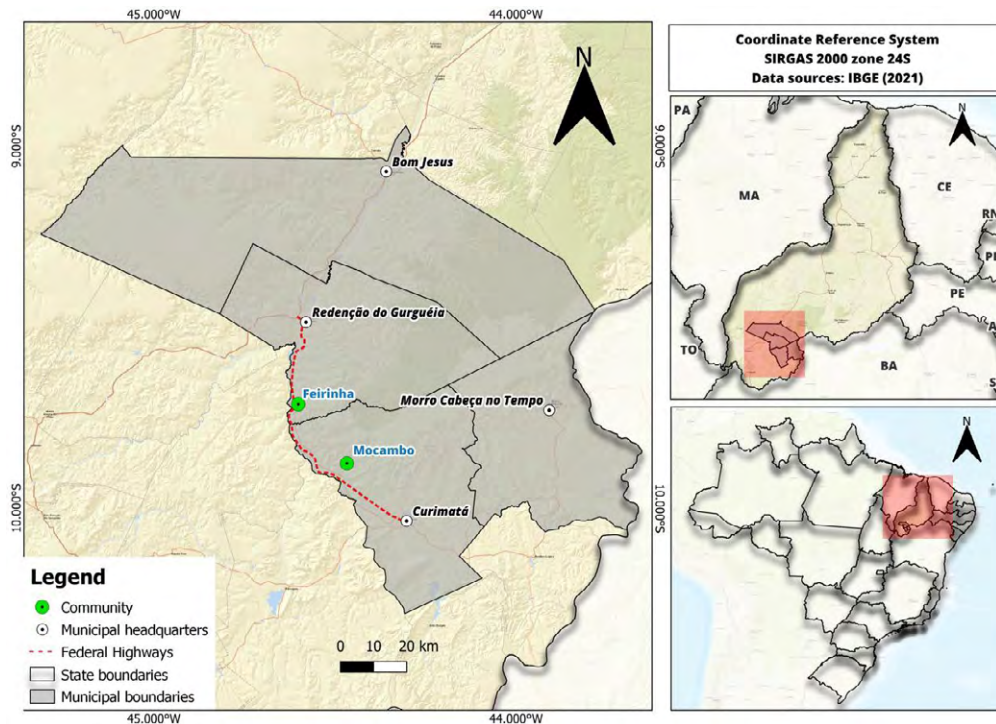 45.000°W
44.000°W
9.000°S
10.000°S
N
Bom Jesus
Redenção do Gurguéia
Feirinha
Morro Cabeça no Tempo
Mocambo
Curimatá
Legend
Community
Municipal headquarters
Federal Highways
State boundaries
Municipal boundaries
0 10 20 km
45.000°W
44.000°W
Coordinate Reference System
SIRGAS 2000 zone 24S
Data sources: IBGE (2021)
9.000°S
10.000°S
PA
N
MA
CE
RN
PE
TO
BA
N